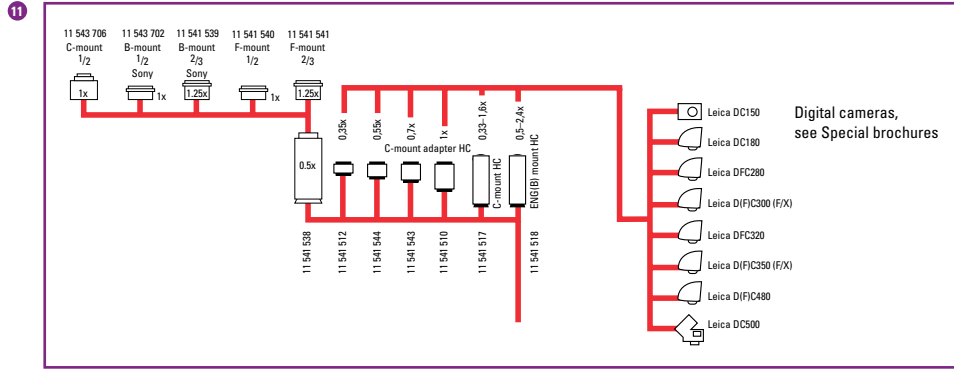 11
11 543 706
C-mount
1/2
11 543 702
B-mount
1/2
Sony
11 541 539
B-mount
2/3
Sony
11 541 540
F-mount
1/2
11 541 541
F-mount
2/3
1x
1x
1.25x
1x
1.25x
0.5x
0,35x
0,55x
0,7x
1x
0,33–1,6x
0,5–2,4x
C-mount adapter HC
C-mount HC
ENG(B) mount HC
11 541 538
11 541 512
11 541 544
11 541 543
11 541 510
11 541 517
11 541 518
Leica DC150
Leica DC180
Leica DFC280
Leica D(F)C300 (F/X)
Leica DFC320
Leica D(F)C350 (F/X)
Leica D(F)C480
Leica DC500
Digital cameras,
see Special brochures